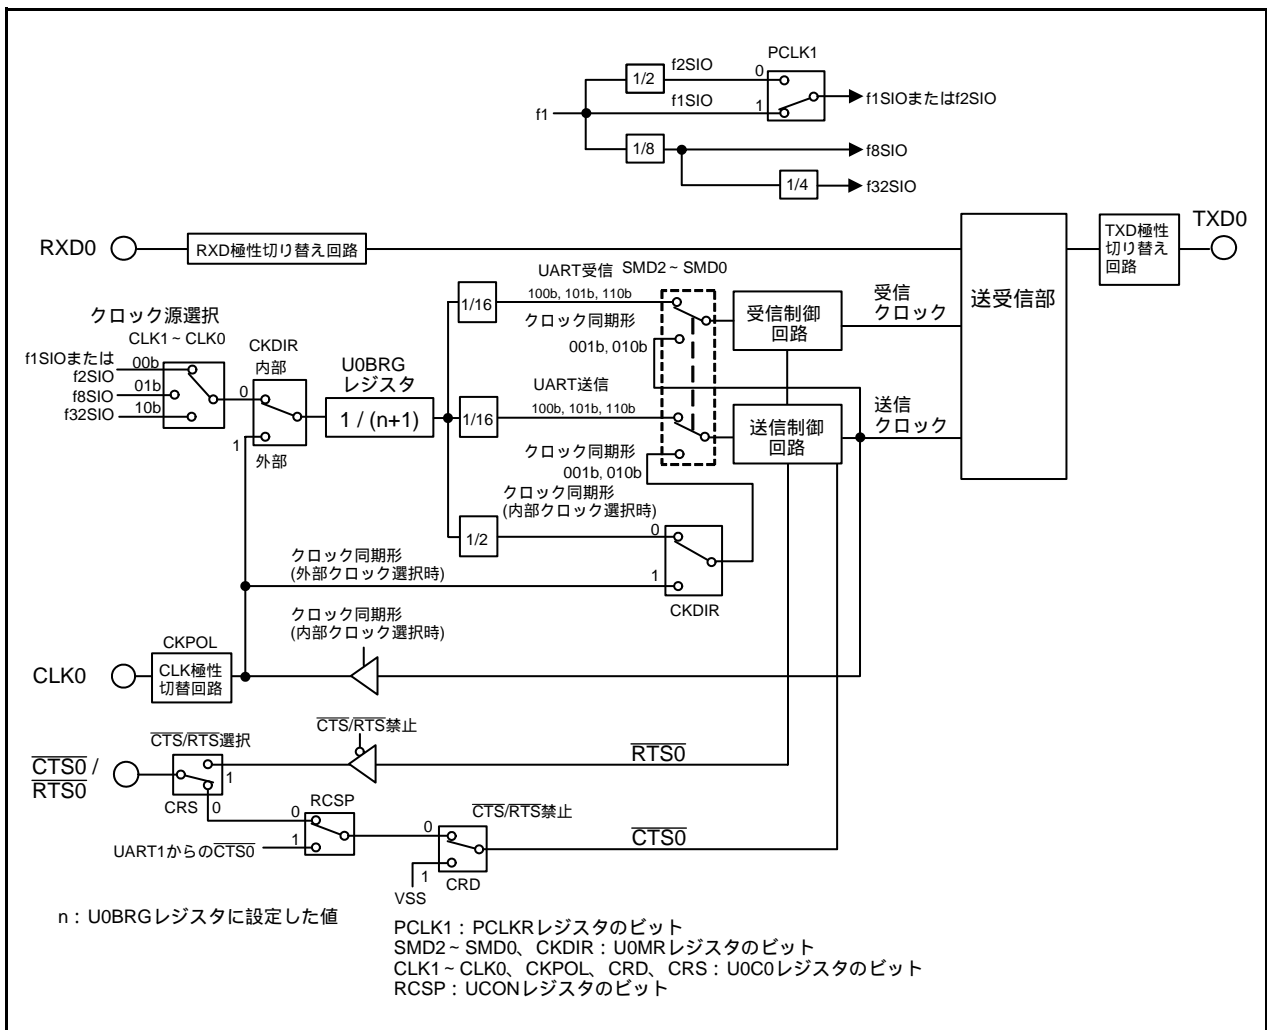 PCLK1
f2SIO
0
1/2
f1SIO
f1
1
f1SIOまたはf2SIO
1/8
f8SIO
1/4
f32SIO
RXD0
RXD極性切り替え回路
送受信部
TXD極性
切り替え
回路
TXD0
UART受信
SMD2～SMD0
1/16
100b, 101b, 110b
クロック同期形
001b, 010b
受信制御
回路
受信
クロック
クロック源選択
CLK1～CLK0
f1SIOまたは
f2SIO
00b
f8SIO
01b
f32SIO
10b
CKDIR
内部
0
1
外部
U0BRG
レジスタ
1 / (n+1)
UART送信
1/16
100b, 101b, 110b
クロック同期形
001b, 010b
送信制御
回路
送信
クロック
クロック同期形
(内部クロック選択時)
1/2
0
クロック同期形
(外部クロック選択時)
1
CKDIR
クロック同期形
(内部クロック選択時)
CKPOL
CLK0
CLK極性
切替回路
CTS/RTS禁止
CTS/RTS選択
CTS0 /
RTS0
1
RTS0
CRS
0
RCSP
0
1
UART1からのCTS0
CTS/RTS禁止
0
CTS0
1
CRD
VSS
n：U0BRGレジスタに設定した値
PCLK1：PCLKRレジスタのビット
SMD2～SMD0、CKDIR：U0MRレジスタのビット
CLK1～CLK0、CKPOL、CRD、CRS：U0C0レジスタのビット
RCSP：UCONレジスタのビット